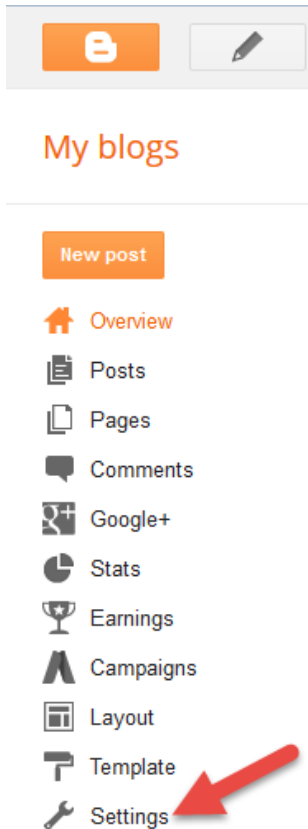 My blogs
New post
Overview
Posts
Pages
Comments
Google+
Stats
Earnings
Campaigns
Layout
Template
Settings